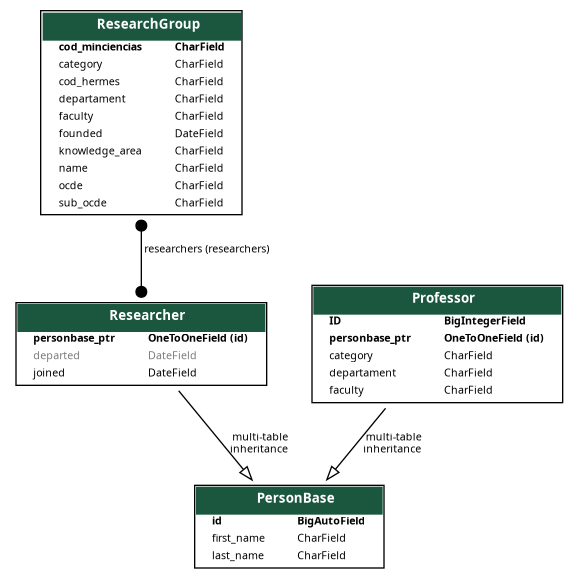 ResearchGroup
cod_minciencias CharField
category CharField
cod_hermes CharField
departament CharField
faculty CharField
founded DateField
knowledge_area CharField
name CharField
ocde CharField
sub_ocde CharField
researchers (researchers)
Researcher
personbase_ptr OneToOneField (id)
departed DateField
joined DateField
Professor
ID BigIntegerField
personbase_ptr OneToOneField (id)
category CharField
departament CharField
faculty CharField
multi-table
inheritance
multi-table
inheritance
PersonBase
id BigAutoField
first_name CharField
last_name CharField